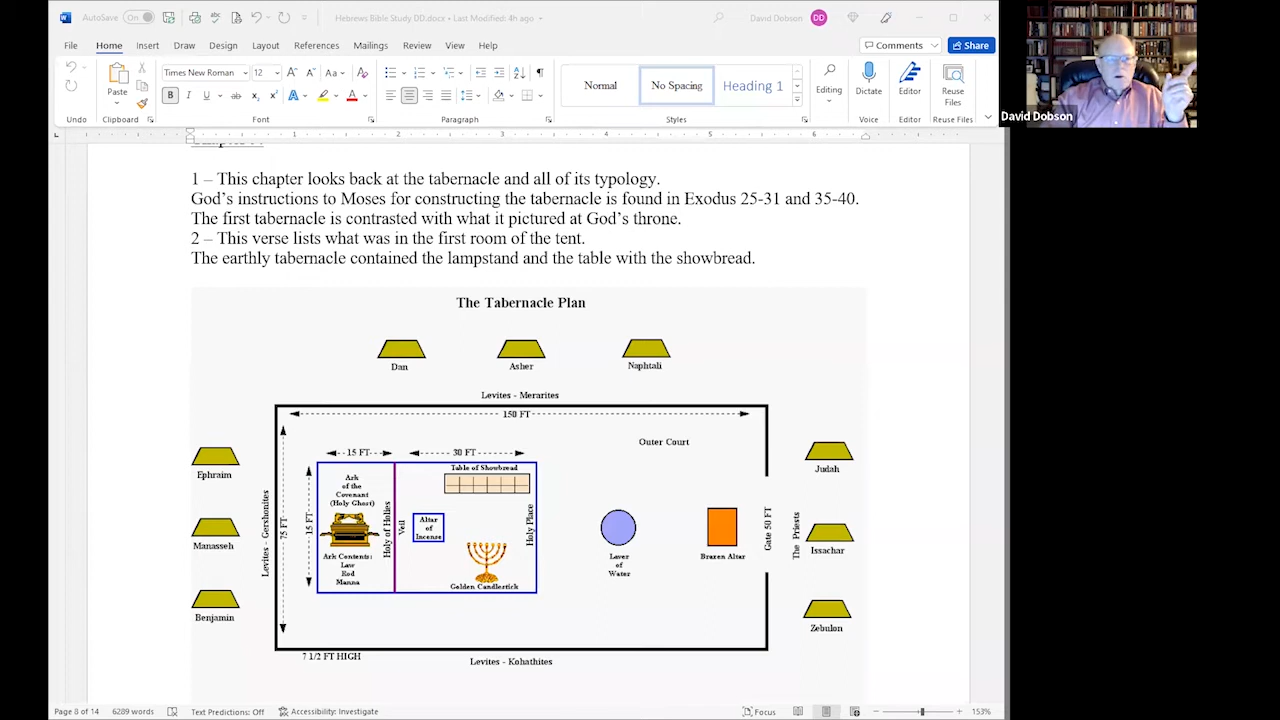 AutoSave
On
Hebrews Bible Study DD.docx • Last Modified: 4h ago
David Dobson
DD
File Home Insert Draw Design Layout References Mailings Review View Help
Comments
Share
Paste
Times New Roman
12
Normal
No Spacing
Heading 1
Editing
Dictate
Editor
Reuse
Files
Undo
Clipboard
Font
Paragraph
Styles
Voice
Editor
Reuse Files
David Dobson
1 – This chapter looks back at the tabernacle and all of its typology.
God's instructions to Moses for constructing the tabernacle is found in Exodus 25-31 and 35-40.
The first tabernacle is contrasted with what it pictured at God's throne.
2 – This verse lists what was in the first room of the tent.
The earthly tabernacle contained the lampstand and the table with the showbread.
The Tabernacle Plan
Dan
Asher
Naphtali
Levites - Merarites
150 FT
Outer Court
Ephraim
Manasseh
Benjamin
Levites - Gershonites
75 FT
15 FT
30 FT
15 FT
Ark
of the
Covenant
(Holy Ghost)
Ark Contents:
Law
Rod
Manna
Holy of Holies
Veil
Table of Showbread
Altar
of
Incense
Golden Candlestick
Holy Place
Laver
of
Water
Brazen Altar
Gate 50 FT
The Priests
Judah
Issachar
Zebulon
7 1/2 FT HIGH
Levites - Kohathites
Page 8 of 14
6289 words
Text Predictions: Off
Accessibility: Investigate
Focus
153%